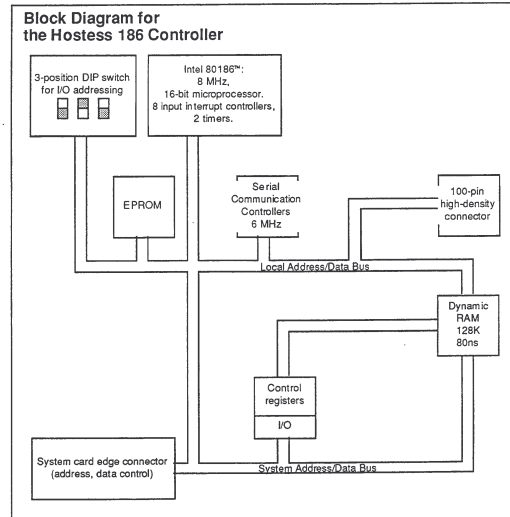 Block Diagram for
the Hostess 186 Controller
3-position DIP switch
for I/O addressing
Intel 80186™:
8 MHz,
16-bit microprocessor.
8 input interrupt controllers,
2 timers.
EPROM
Serial
Communication
Controllers
6 MHz
100-pin
high-density
connector
Local Address/Data Bus
Dynamic
RAM
128K
80ns
Control
registers
I/O
System card edge connector
(address, data control)
System Address/Data Bus